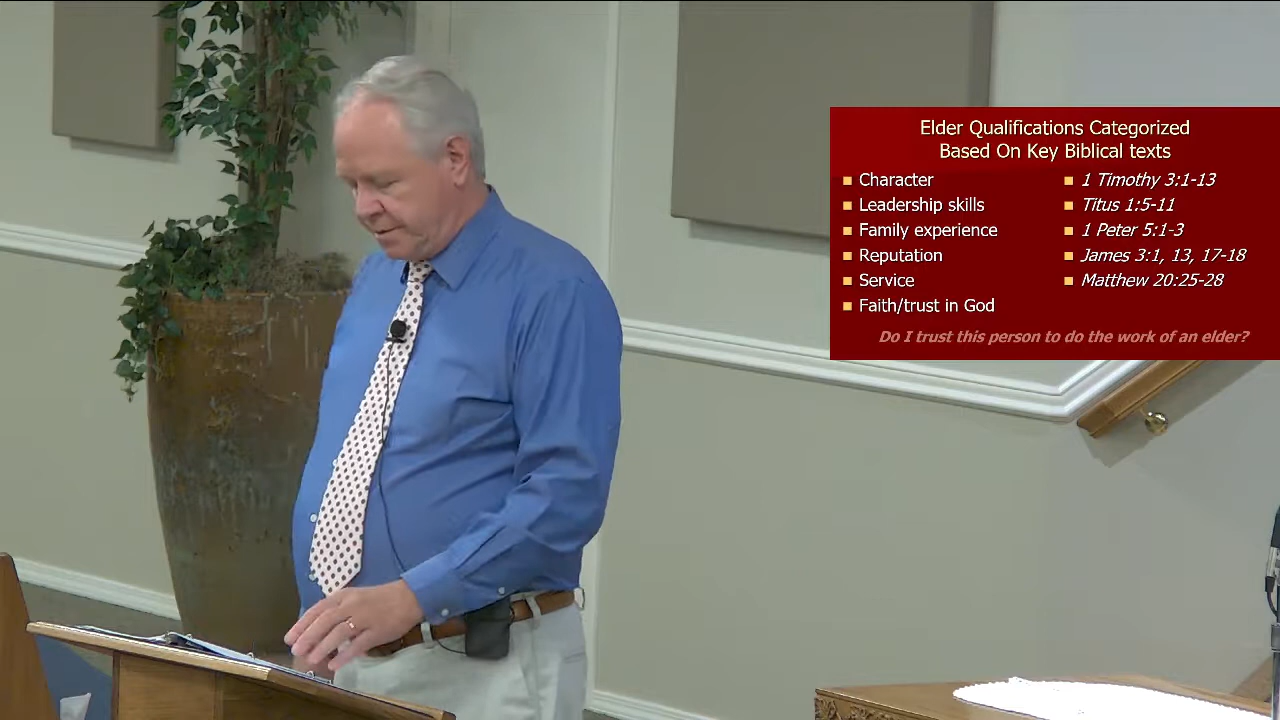 Elder Qualifications Categorized
Based On Key Biblical texts
Character
Leadership skills
Family experience
Reputation
Service
Faith/trust in God
1 Timothy 3:1-13
Titus 1:5-11
1 Peter 5:1-3
James 3:1, 13, 17-18
Matthew 20:25-28
Do I trust this person to do the work of an elder?